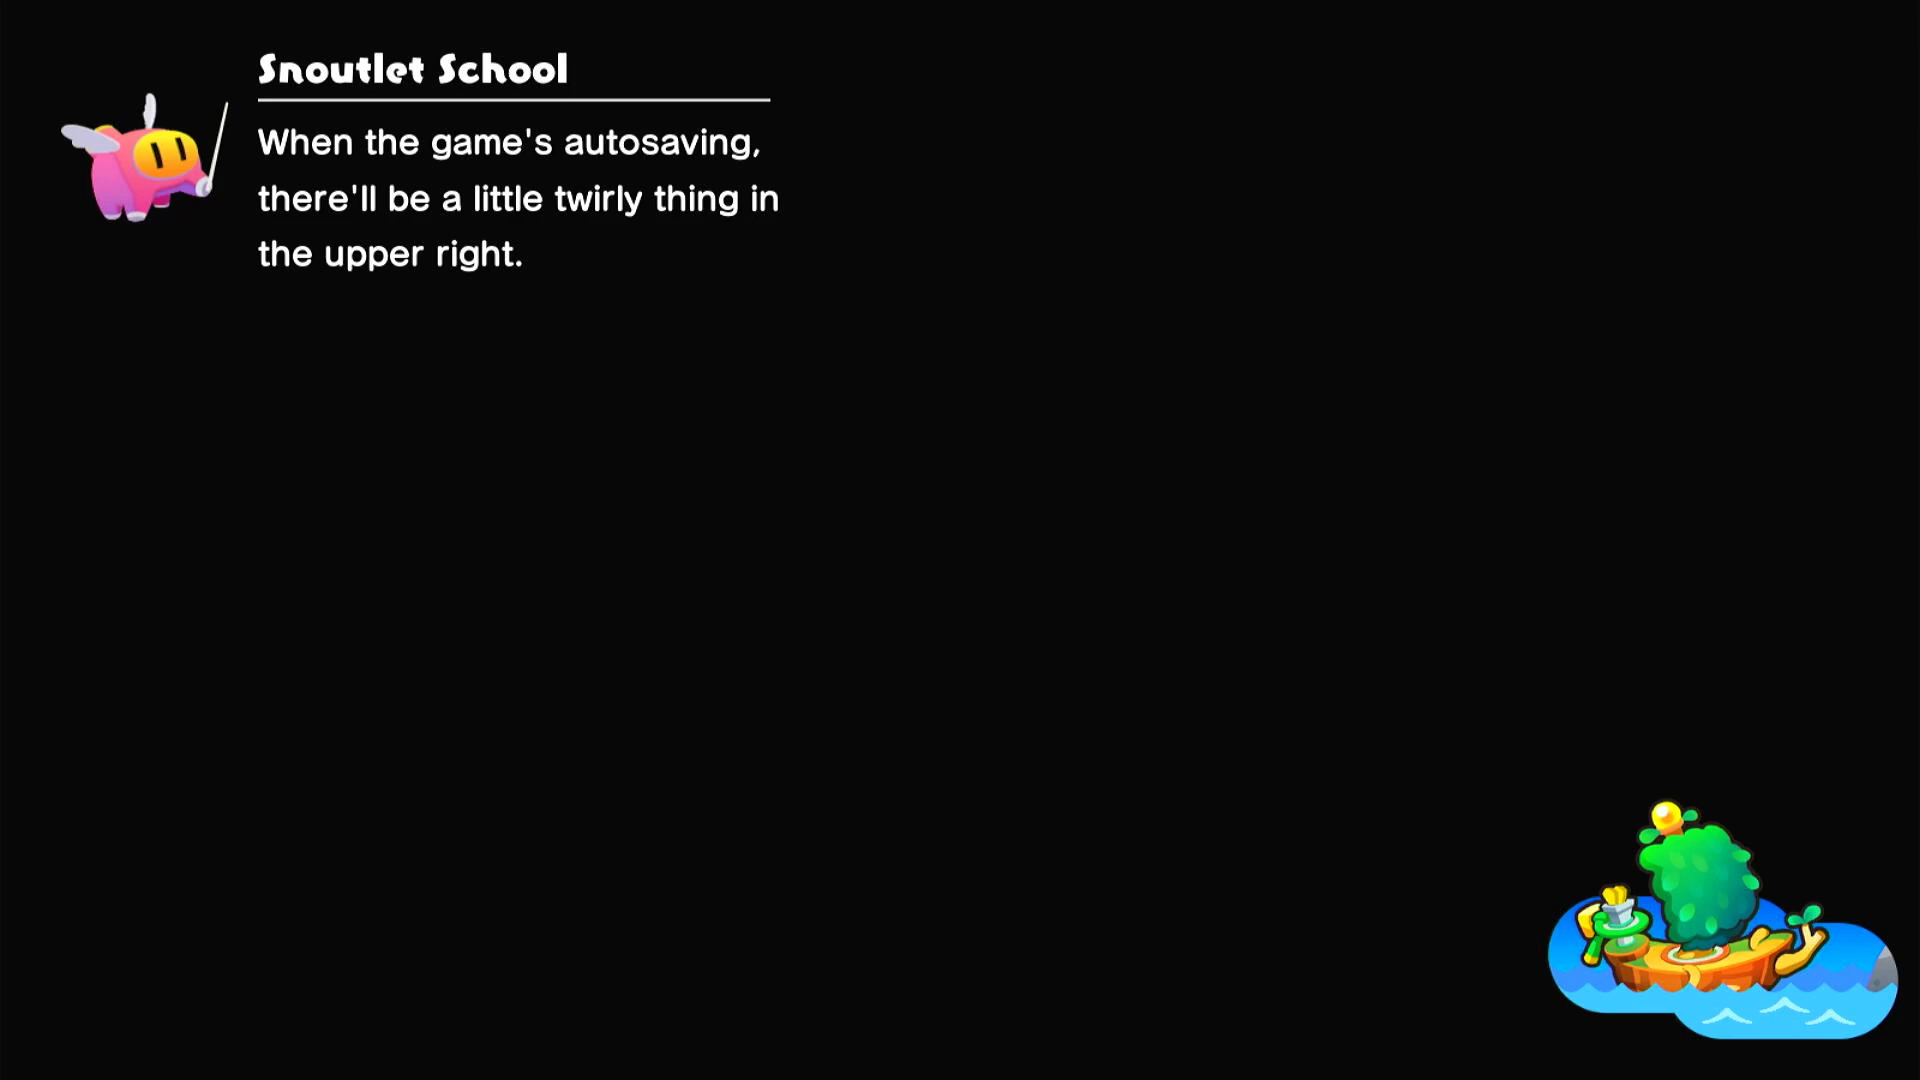 Snoutlet School
When the game's autosaving,
there'll be a little twirly thing in
the upper right.